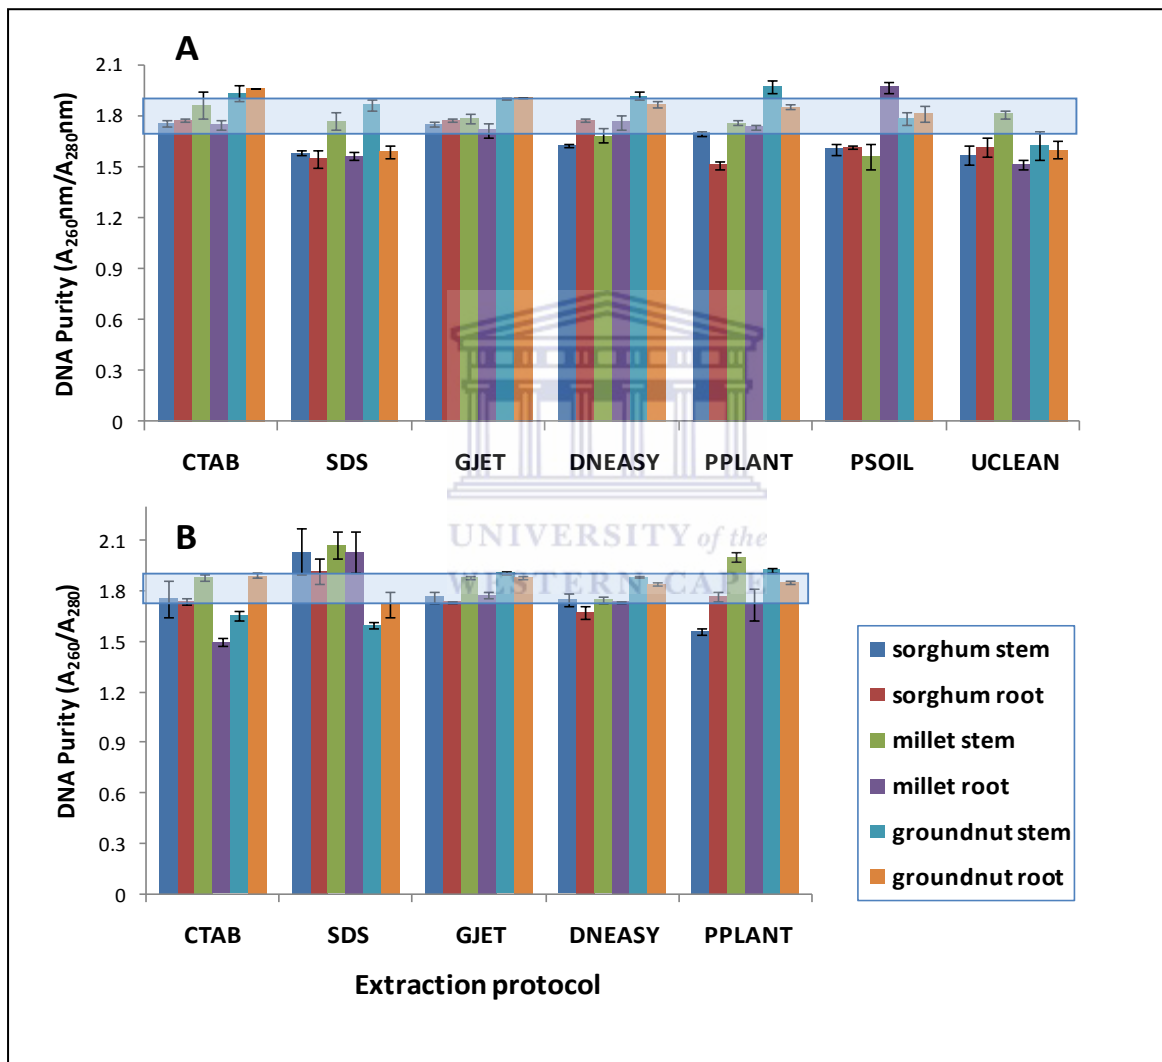 A
DNA Purity (A260nm/A280nm)
2.1
1.8
1.5
1.2
0.9
0.6
0.3
0
CTAB SDS GJET DNEASY PPLANT PSOIL UCLEAN
UNIVERSITY of the
WESTERN CAPE
B
DNA Purity (A260/A280)
2.1
1.8
1.5
1.2
0.9
0.6
0.3
0
CTAB SDS GJET DNEASY PPLANT
Extraction protocol
sorghum stem
sorghum root
millet stem
millet root
groundnut stem
groundnut root